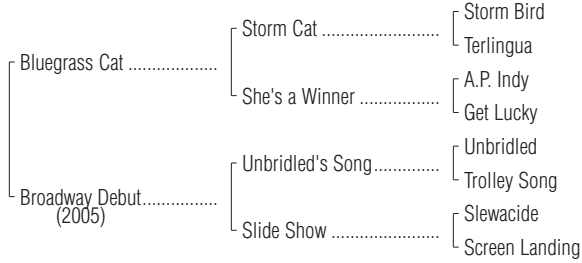 Storm Bird
Storm Cat ........................
Terlingua
Bluegrass Cat ..................
A.P. Indy
She's a Winner ................
Get Lucky
Unbridled
Unbridled's Song.............
Trolley Song
Broadway Debut...............
(2005)
Slewacide
Slide Show ......................
Screen Landing